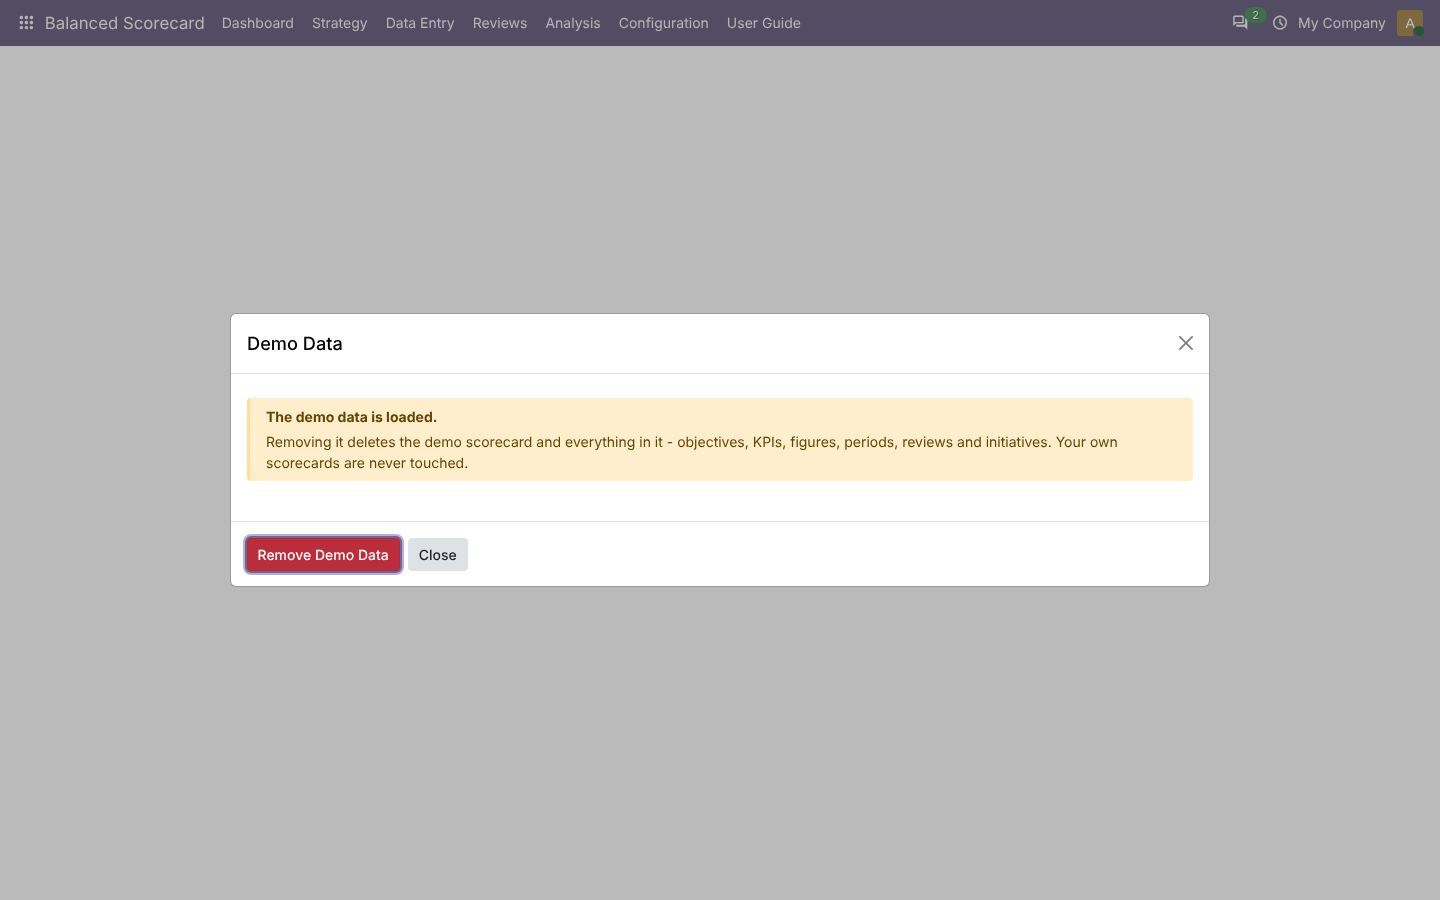 Balanced Scorecard Dashboard Strategy Data Entry Reviews Analysis Configuration User Guide 2 My Company A
Demo Data
The demo data is loaded.
Removing it deletes the demo scorecard and everything in it - objectives, KPIs, figures, periods, reviews and initiatives. Your own
scorecards are never touched.
Remove Demo Data Close